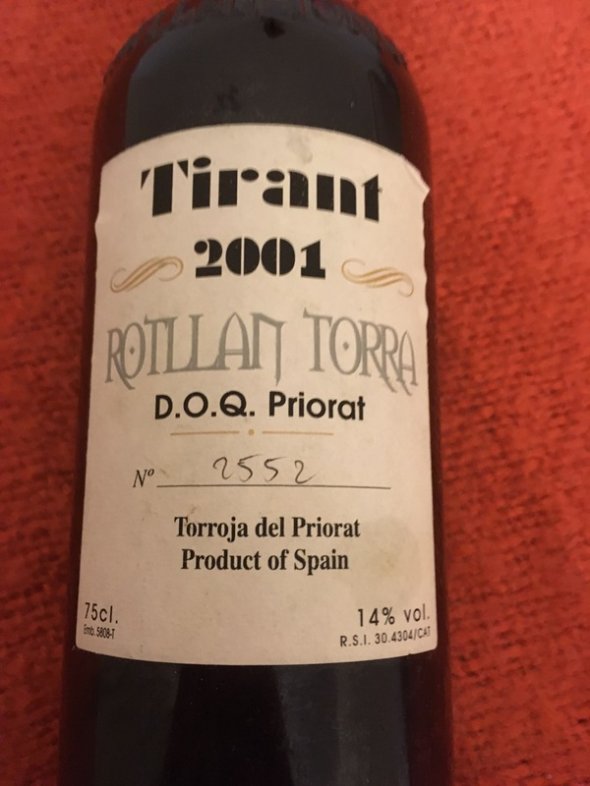 Tirant
2001
ROTLLAN TORRA
D.O.Q. Priorat
Nº 2552
Torroja del Priorat
Product of Spain
75cl.
Emb. 5808-T
14% vol.
R.S.I. 30.4304/CAT